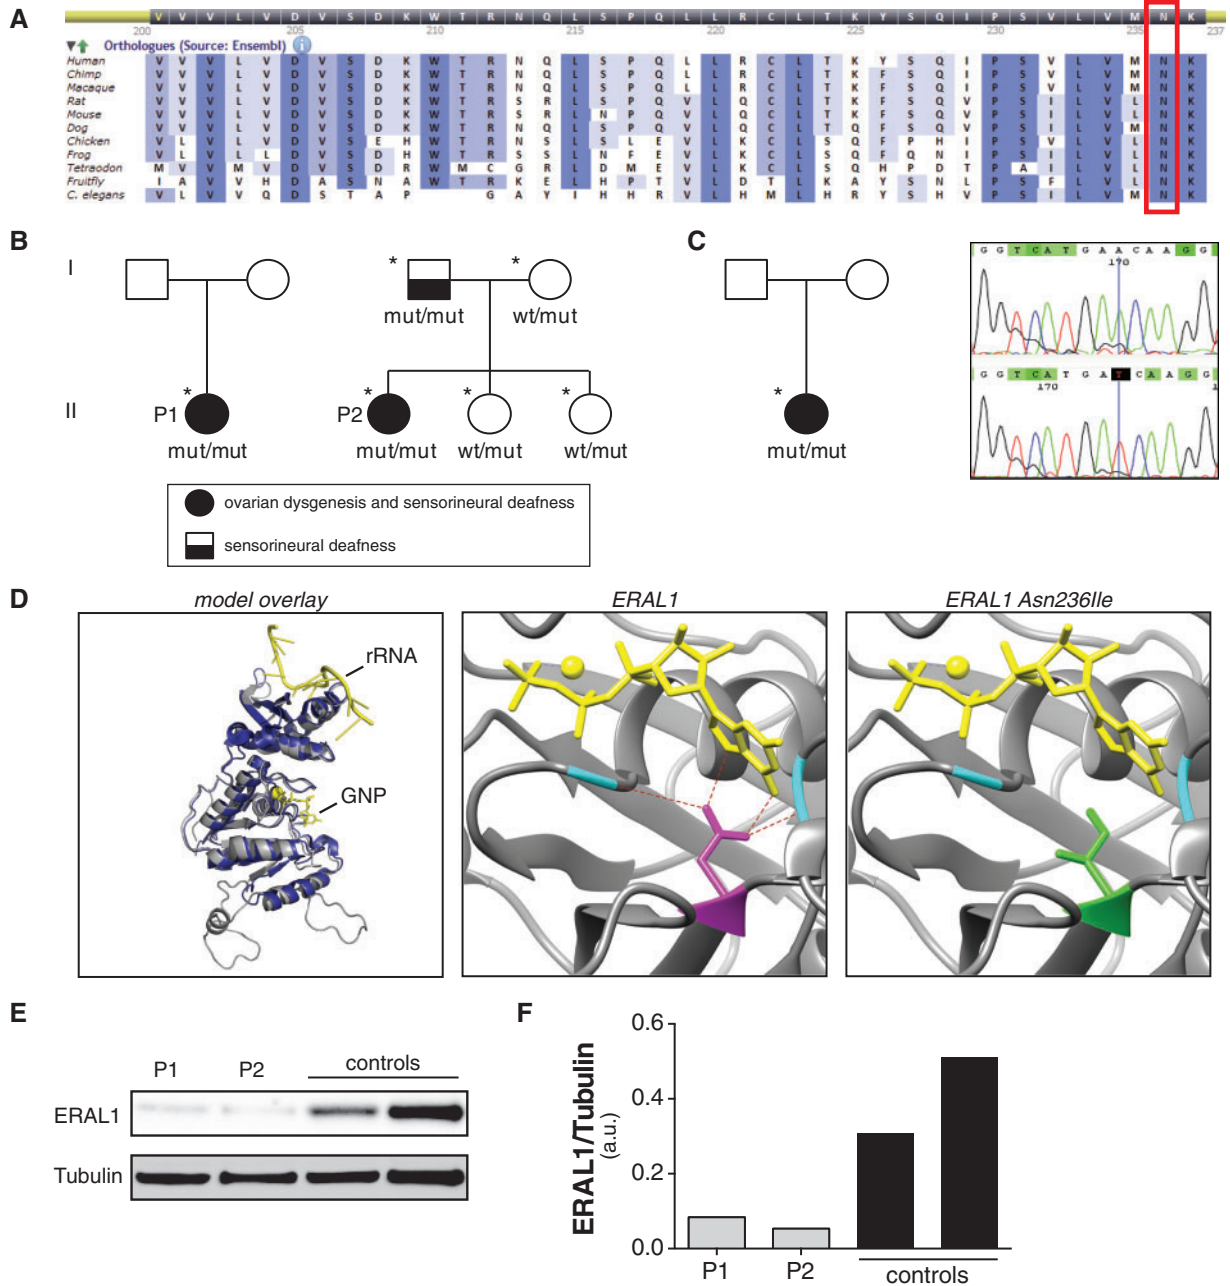 A
V V V L V D V S D K W T R N Q L S P Q L L R C L T K Y S Q I P S V L V M N K
200 205 210 215 220 225 230 235 237
Orthologues (Source: Ensembl) i
Human V V V L V D V S D K W T R N Q L S P Q L L R C L T K Y S Q I P S V L V M N K
Chimp V V V L V D V S D K W T R N Q L S P Q L L R C L T K F S Q I P S V L V M N K
Macaque V V V L V D V S D K W T R N Q L S P Q L L R C L T K F S Q V P S V L V M N K
Rat V V V L V D V S D K W T R S R L S P Q V L Q C L T K F S Q V P S I L V L N K
Mouse V V V L V D V S D K W T R S R L N P Q V L Q C L T K F S Q V P S I L V L N K
Dog V V V L V D V S D K W T R N Q L S P Q V L Q C L T Q F S Q V P S I L V M N K
Chicken V L V L V D V S E H W T R N Q L N F E V L K C L S Q F P H I P S I L V L N K
Frog V V V L L D V S D H W T R S S L N F E V L K C L S Q F Q N I P S I L V L N K
Tetraodon M V V M V D V S D R W M C G R L D M E V L K C L S Q H P D T P A I L V L N K
Fruitfly I A V V H D A S N A W T R K E L H P T V L D T L K A Y S N L P S F L V L N K
C. elegans V L V V Q D S T A P G A Y I H H R V L H M L H R Y S H V P S I L V M N K
B
I
* *
mut/mut wt/mut
II
* P1 * P2 * *
mut/mut mut/mut wt/mut wt/mut
ovarian dysgenesis and sensorineural deafness
sensorineural deafness
C
*
mut/mut
G G T C A T G A A C A A G G
170
G G T C A T G A T C A A G G
170 1
D
model overlay
rRNA
GNP
ERAL1
ERAL1 Asn236Ile
E
P1 P2 controls
ERAL1
Tubulin
F
ERAL1/Tubulin
(a.u.)
0.6
0.4
0.2
0.0
P1 P2 controls